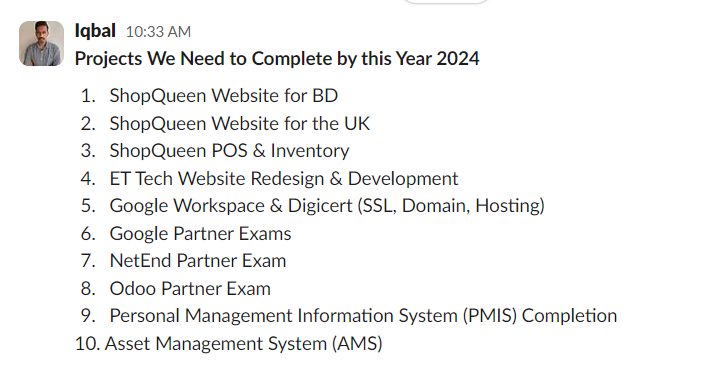 Iqbal 10:33 AM
Projects We Need to Complete by this Year 2024
1. ShopQueen Website for BD
2. ShopQueen Website for the UK
3. ShopQueen POS & Inventory
4. ET Tech Website Redesign & Development
5. Google Workspace & Digicert (SSL, Domain, Hosting)
6. Google Partner Exams
7. NetEnd Partner Exam
8. Odoo Partner Exam
9. Personal Management Information System (PMIS) Completion
10. Asset Management System (AMS)